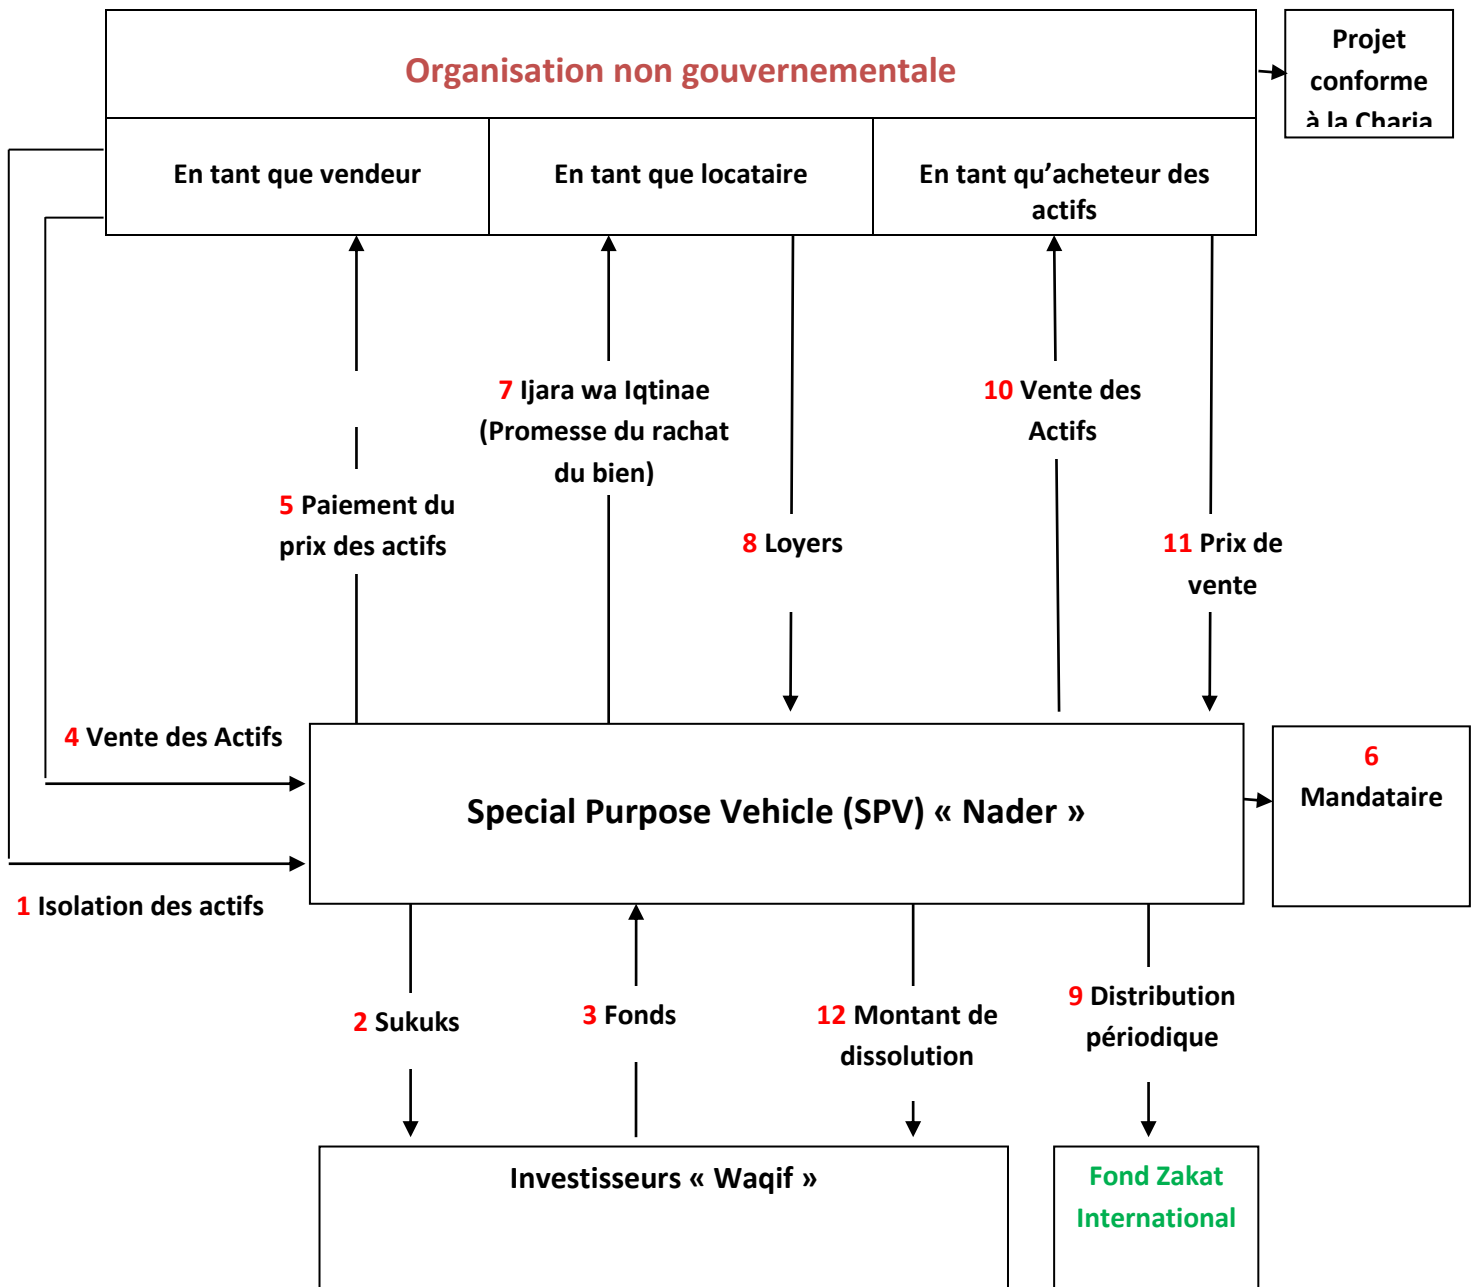 Organisation non gouvernementale
Projet
conforme
à la Charia
En tant que vendeur
En tant que locataire
En tant qu’acheteur des
actifs
7 Ijara wa Iqtinae
(Promesse du rachat
du bien)
10 Vente des
Actifs
5 Paiement du
prix des actifs
8 Loyers
11 Prix de
vente
4 Vente des Actifs
Special Purpose Vehicle (SPV) « Nader »
6
Mandataire
1 Isolation des actifs
2 Sukuks
3 Fonds
12 Montant de
dissolution
9 Distribution
périodique
Investisseurs « Waqif »
Fond Zakat
International